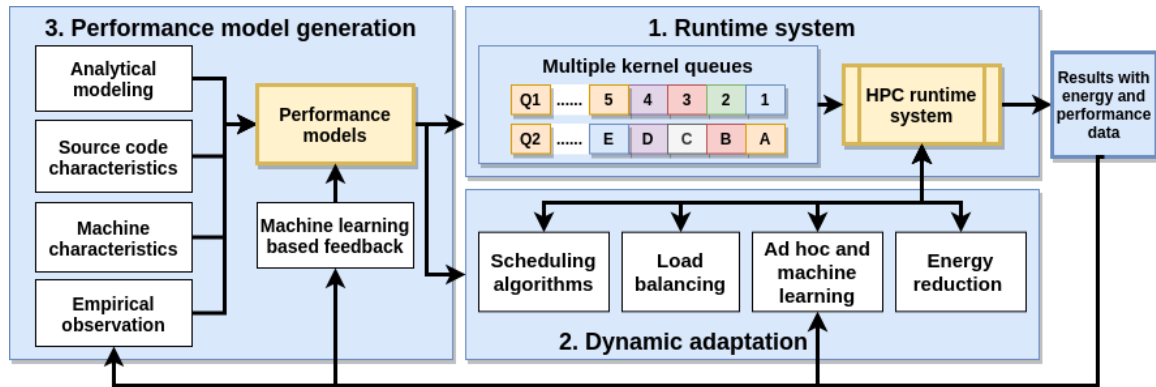 3. Performance model generation
Analytical
modeling
Source code
characteristics
Machine
characteristics
Empirical
observation
Performance
models
Machine learning
based feedback
1. Runtime system
Multiple kernel queues
Q1 ...... 5 4 3 2 1
Q2 ...... E D C B A
HPC runtime
system
Results with
energy and
performance
data
Scheduling
algorithms
Load
balancing
Ad hoc and
machine
learning
Energy
reduction
2. Dynamic adaptation